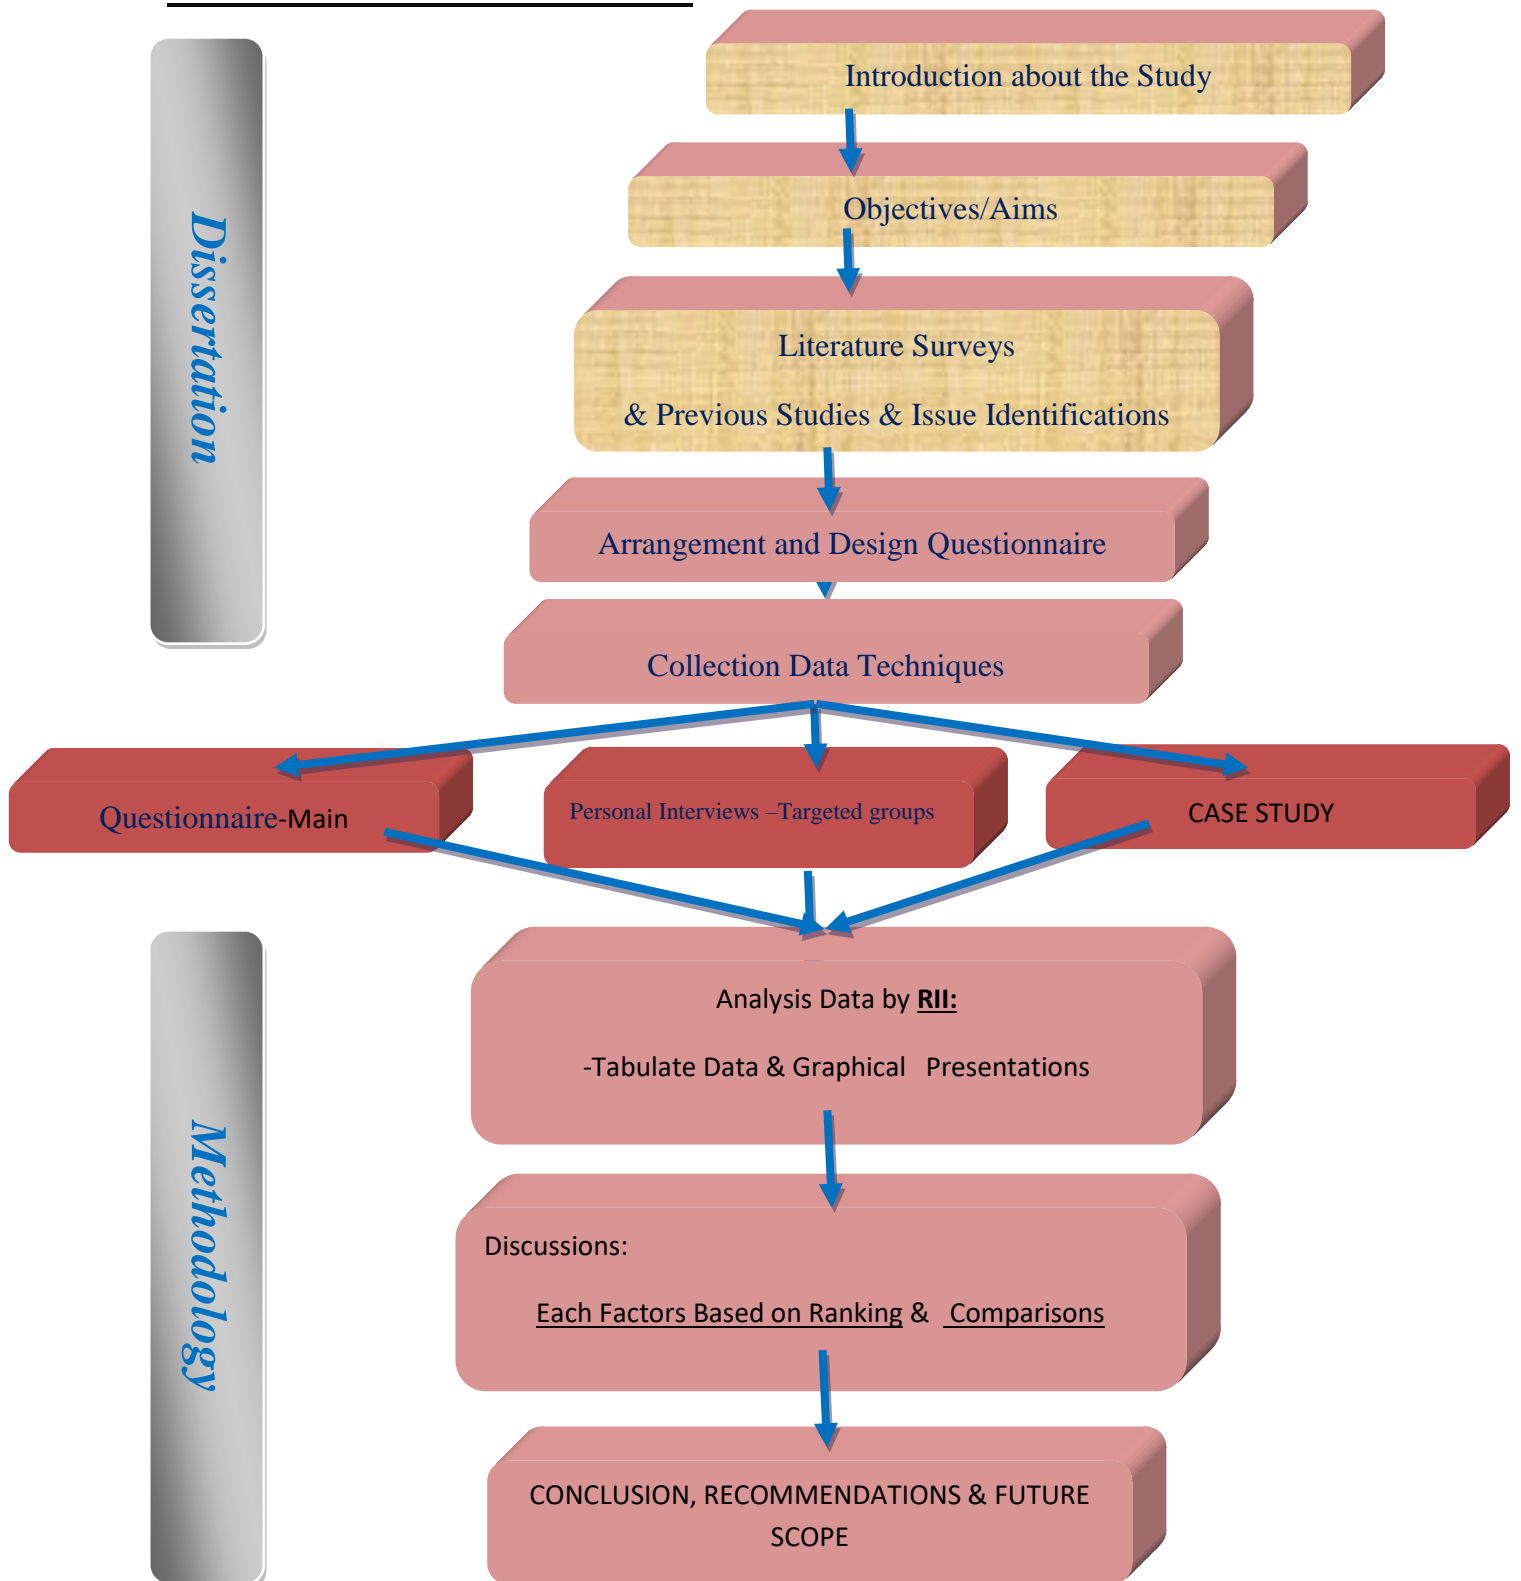 Dissertation
Introduction about the Study
Objectives/Aims
Literature Surveys
& Previous Studies & Issue Identifications
Arrangement and Design Questionnaire
Collection Data Techniques
Questionnaire-Main
Personal Interviews –Targeted groups
CASE STUDY
Methodology
Analysis Data by RII:
-Tabulate Data & Graphical Presentations
Discussions:
Each Factors Based on Ranking & Comparisons
CONCLUSION, RECOMMENDATIONS & FUTURE
SCOPE